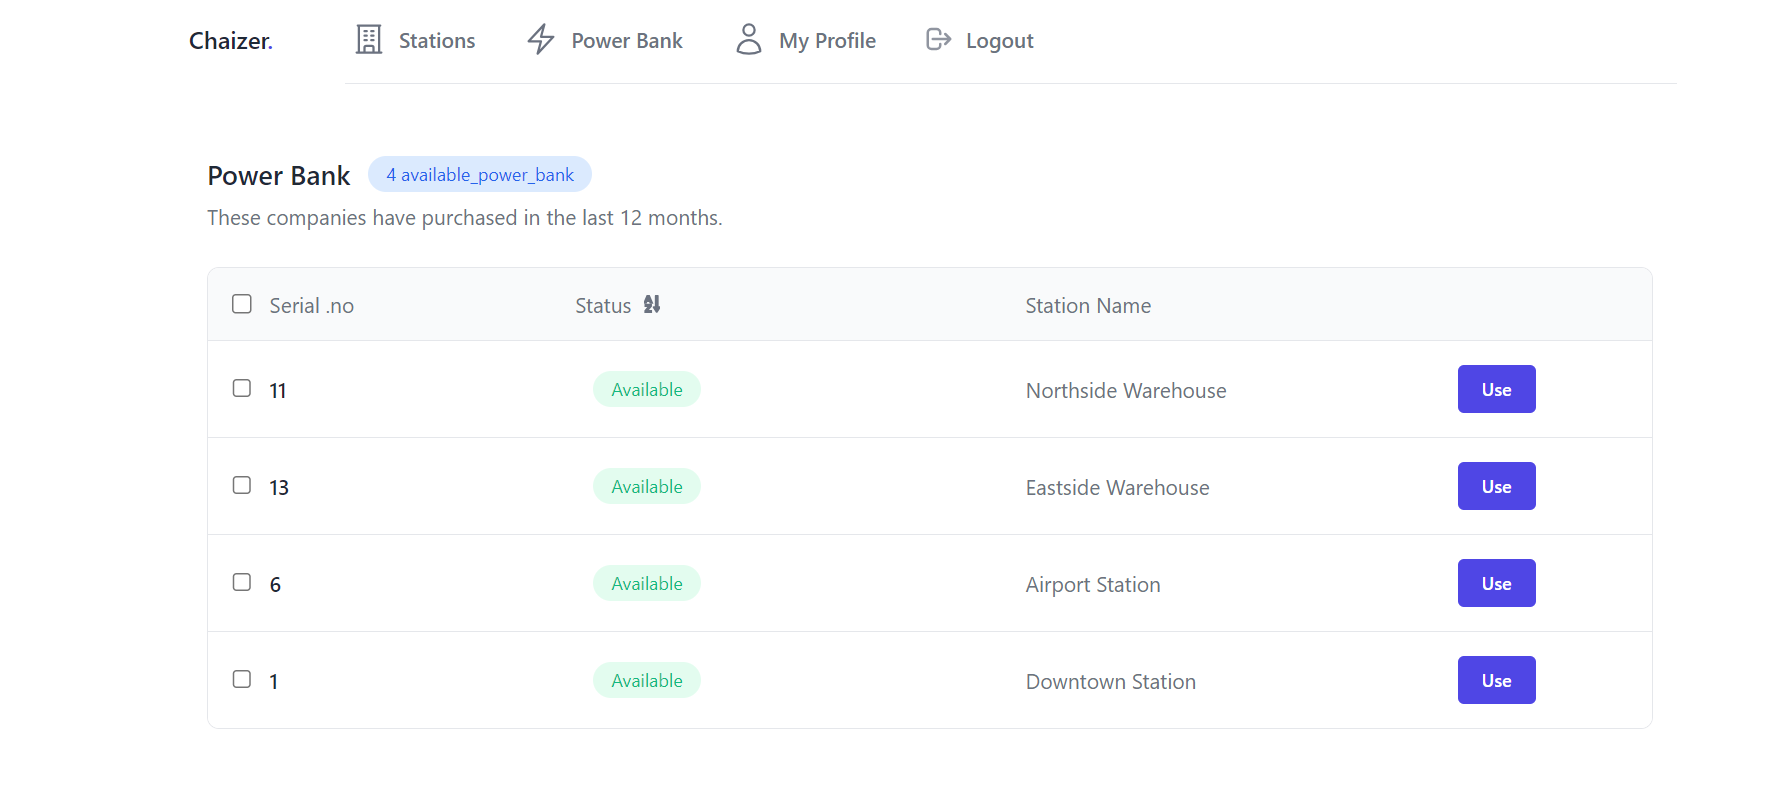 Chaizer. Stations Power Bank My Profile Logout
Power Bank 4 available_power_bank
These companies have purchased in the last 12 months.
Serial .no Status Station Name
11 Available Northside Warehouse Use
13 Available Eastside Warehouse Use
6 Available Airport Station Use
1 Available Downtown Station Use